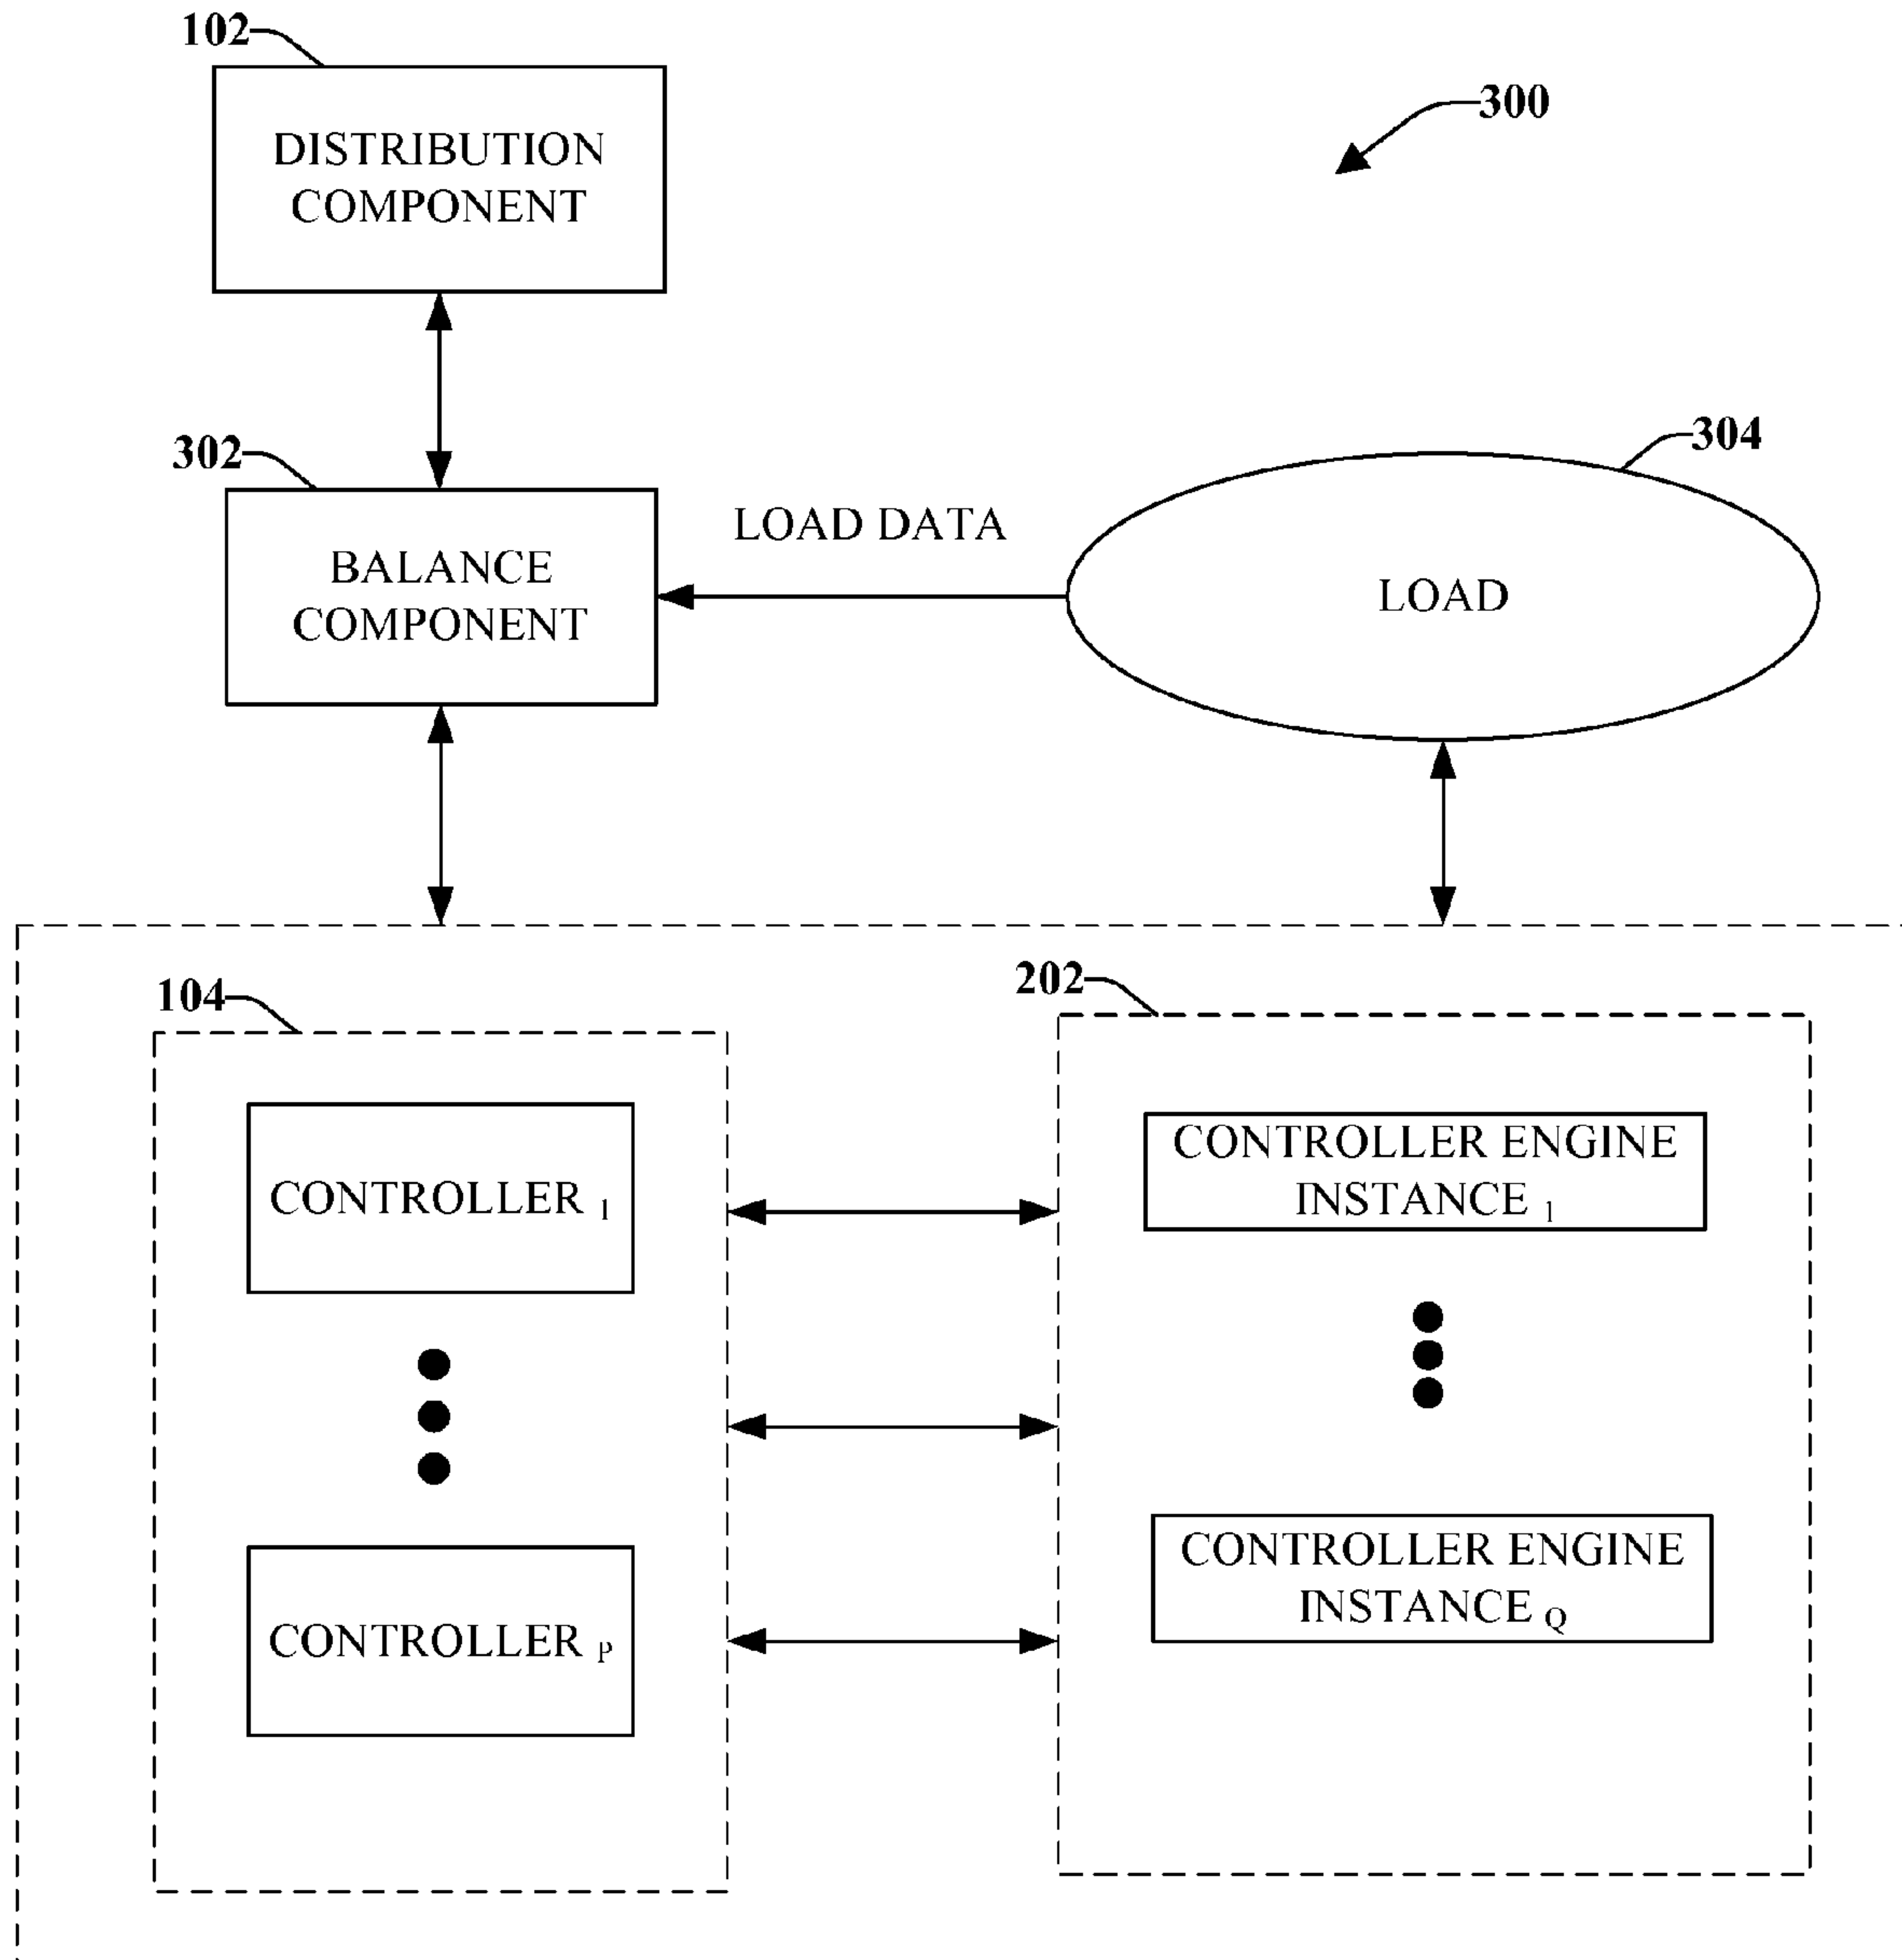 102
300
DISTRIBUTION
COMPONENT
302
304
LOAD DATA
BALANCE
COMPONENT
LOAD
104
202
CONTROLLER 1
CONTROLLER ENGINE
INSTANCE 1
CONTROLLER P
CONTROLLER ENGINE
INSTANCE Q